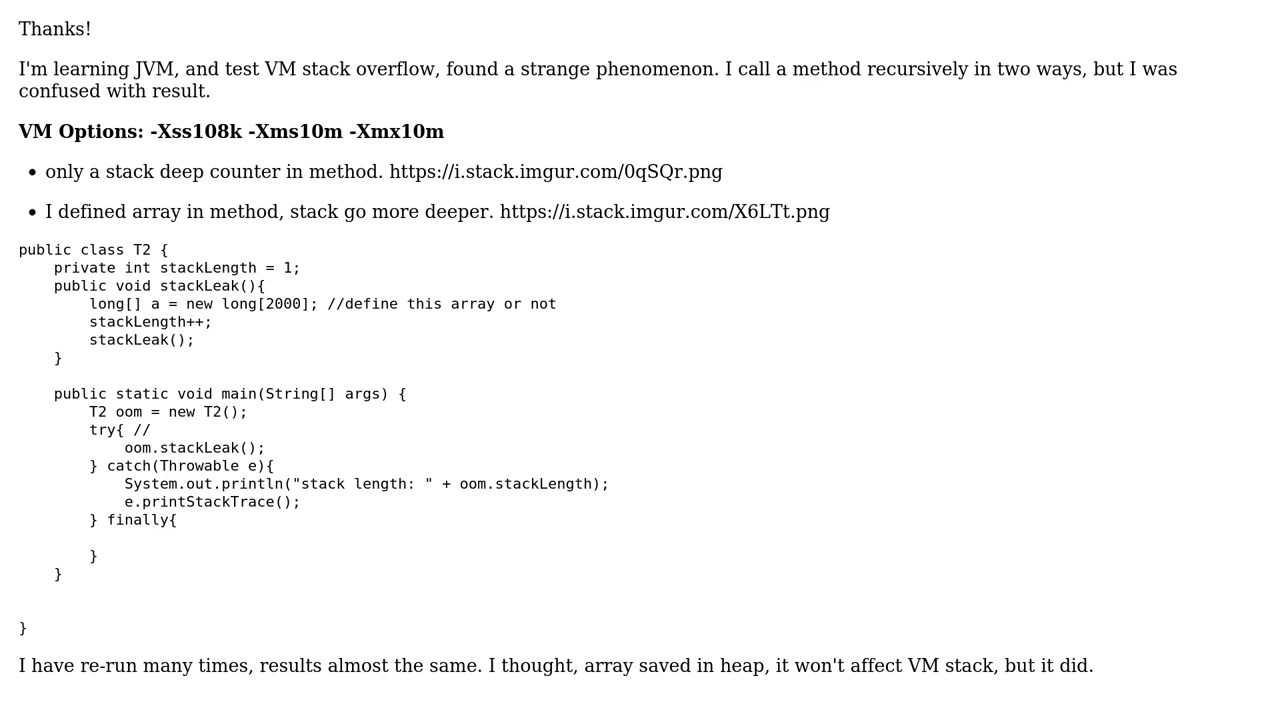 Thanks!
I'm learning JVM, and test VM stack overflow, found a strange phenomenon. I call a method recursively in two ways, but I was
confused with result.
VM Options: -Xss108k -Xms10m -Xmx10m
• only a stack deep counter in method. https://i.stack.imgur.com/0qSQr.png
• I defined array in method, stack go more deeper. https://i.stack.imgur.com/X6LTt.png
public class T2 {
    private int stackLength = 1;
    public void stackLeak(){
        long[] a = new long[2000]; //define this array or not
        stackLength++;
        stackLeak();
    }
    public static void main(String[] args) {
        T2 oom = new T2();
        try{ //
            oom.stackLeak();
        } catch(Throwable e){
            System.out.println("stack length: " + oom.stackLength);
            e.printStackTrace();
        } finally{
        }
    }
}
I have re-run many times, results almost the same. I thought, array saved in heap, it won't affect VM stack, but it did.